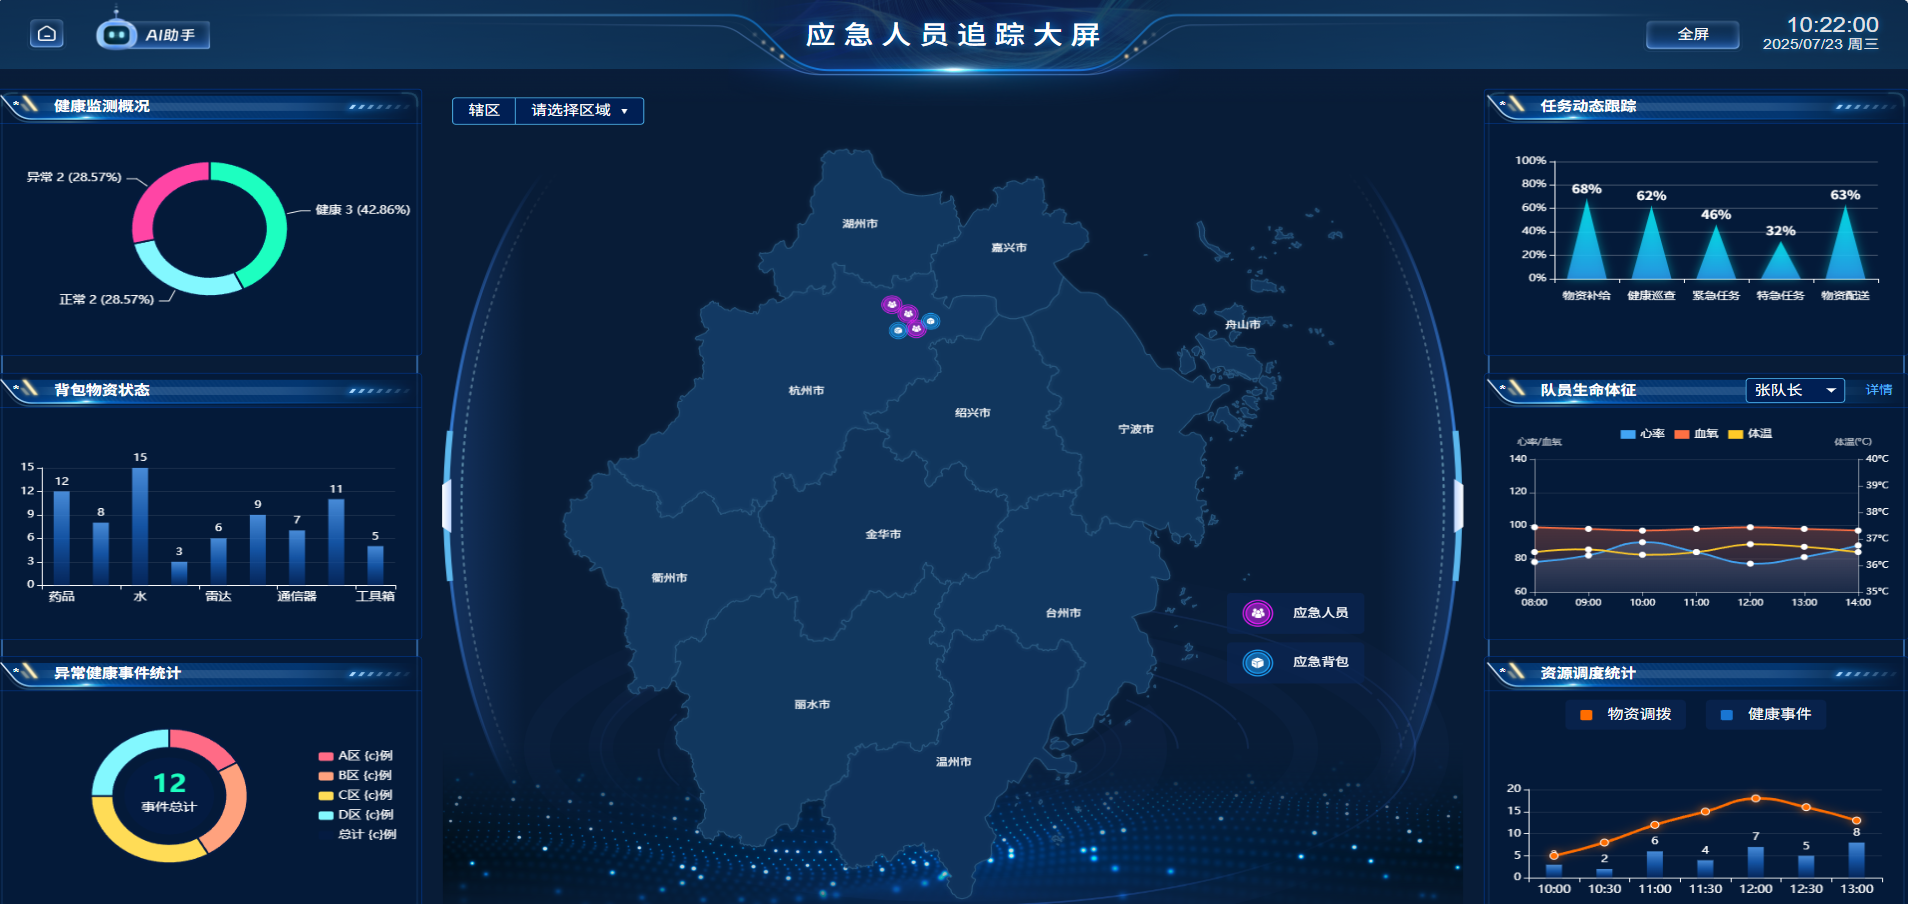 AI助手
应急人员追踪大屏
全屏
10:22:00
2025/07/23 周三
健康监测概况
异常 2 (28.57%)
健康 3 (42.86%)
正常 2 (28.57%)
背包物资状态
15
12
9
6
3
0
12
8
15
3
6
9
7
11
5
药品
水
雷达
通信器
工具箱
异常健康事件统计
12
事件总计
A区 {c}例
B区 {c}例
C区 {c}例
D区 {c}例
总计 {c}例
辖区
请选择区域
湖州市
嘉兴市
舟山市
杭州市
绍兴市
宁波市
金华市
衢州市
台州市
丽水市
温州市
应急人员
应急背包
任务动态跟踪
100%
80%
60%
40%
20%
0%
68%
62%
46%
32%
63%
物资补给
健康巡查
紧急任务
特急任务
物资配送
队员生命体征
张队长
详情
心率
血氧
体温
心率/血氧
体温(℃)
140
120
100
80
60
40℃
39℃
38℃
37℃
36℃
35℃
08:00
09:00
10:00
11:00
12:00
13:00
14:00
资源调度统计
物资调拨
健康事件
20
15
10
5
0
2
6
4
7
5
8
10:00
10:30
11:00
11:30
12:00
12:30
13:00